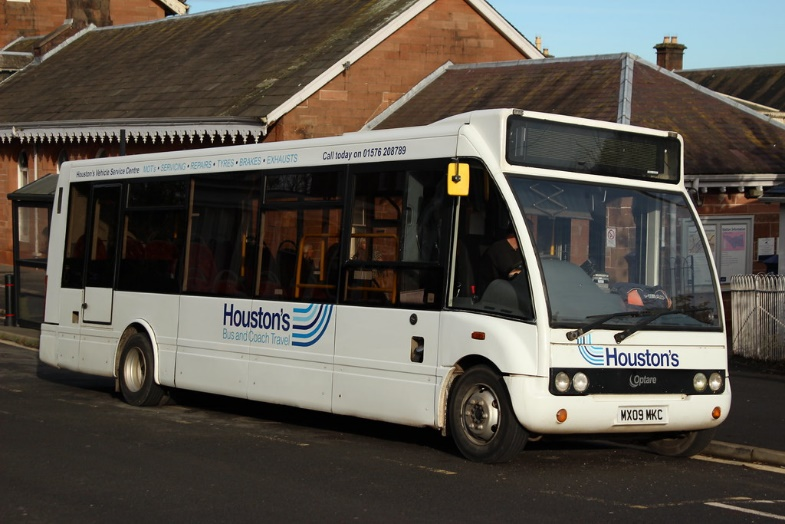 Houston's Vehicle Service Centre MOT's • SERVICING • REPAIRS • TYRES • BRAKES • EXHAUSTS Call today on 01576 208789
Houston's
Bus and Coach Travel
Houston's
Optare
MX09 MKC